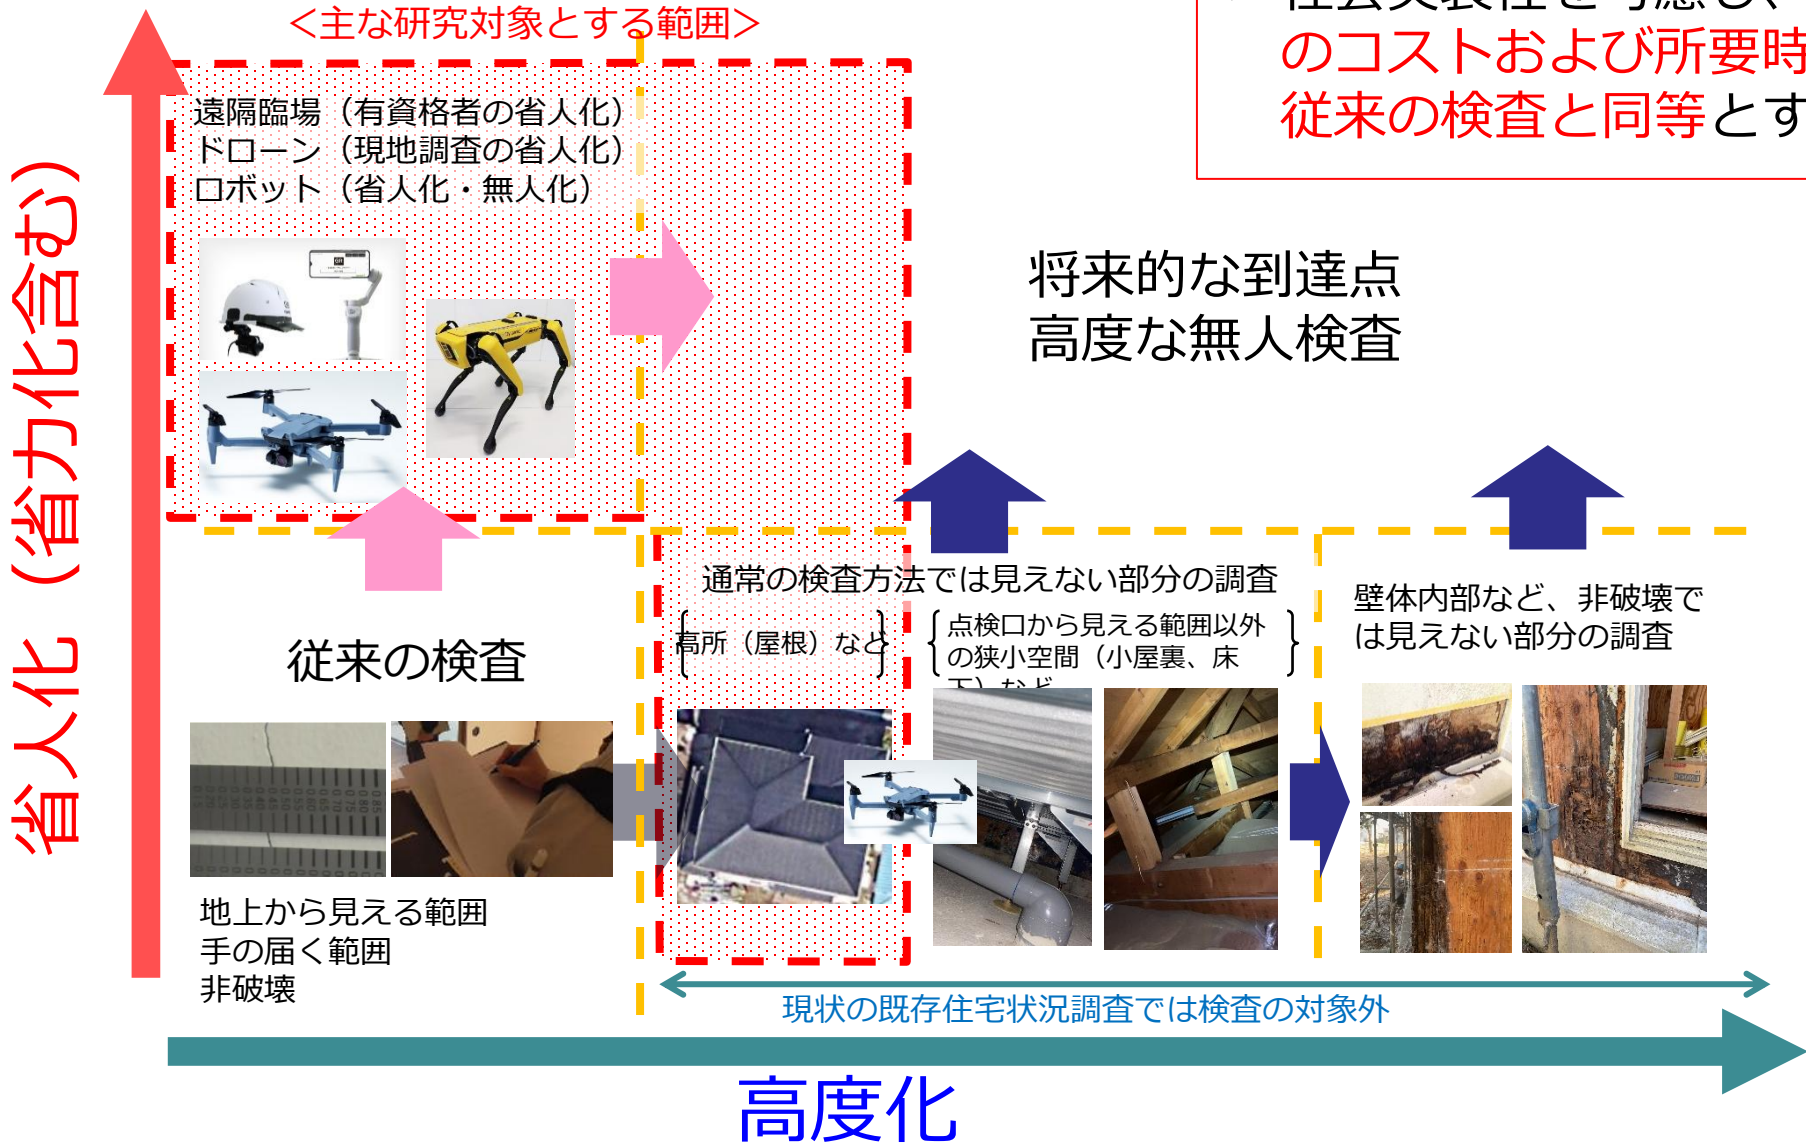 ＜主な研究対象とする範囲＞
のコストおよび所要時
従来の検査と同等とす
遠隔臨場（有資格者の省人化）
ドローン（現地調査の省人化）
ロボット（省人化・無人化）
省人化（省力化含む）
将来的な到達点
高度な無人検査
通常の検査方法では見えない部分の調査
高所（屋根）など
点検口から見える範囲以外
の狭小空間（小屋裏、床
下）など
壁体内部など、非破壊で
は見えない部分の調査
従来の検査
地上から見える範囲
手の届く範囲
非破壊
現状の既存住宅状況調査では検査の対象外
高度化